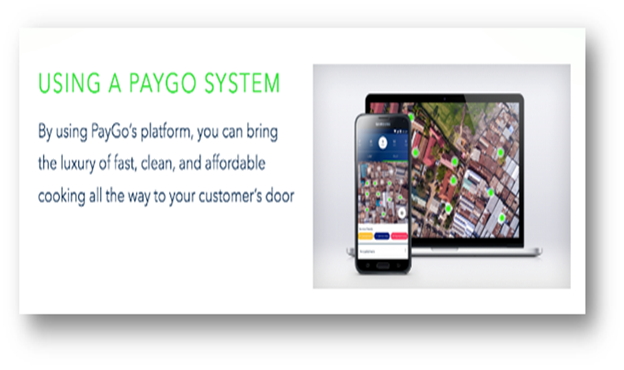 USING A PAYGO SYSTEM
By using PayGo's platform, you can bring
the luxury of fast, clean, and affordable
cooking all the way to your customer's door